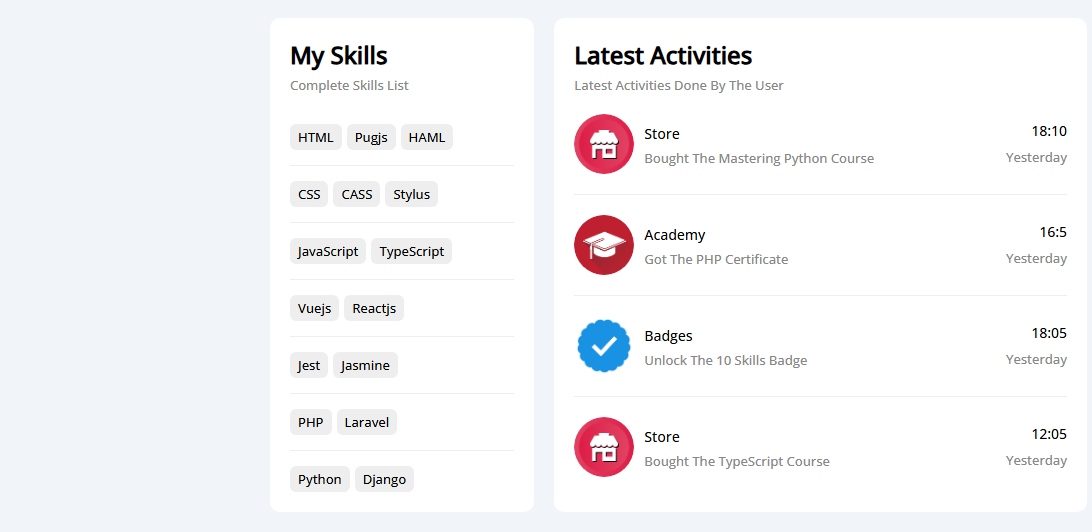 My Skills
Complete Skills List
HTML Pugjs HAML
CSS CASS Stylus
JavaScript TypeScript
Vuejs Reactjs
Jest Jasmine
PHP Laravel
Python Django
Latest Activities
Latest Activities Done By The User
Store 18:10
Bought The Mastering Python Course Yesterday
Academy 16:5
Got The PHP Certificate Yesterday
Badges 18:05
Unlock The 10 Skills Badge Yesterday
Store 12:05
Bought The TypeScript Course Yesterday